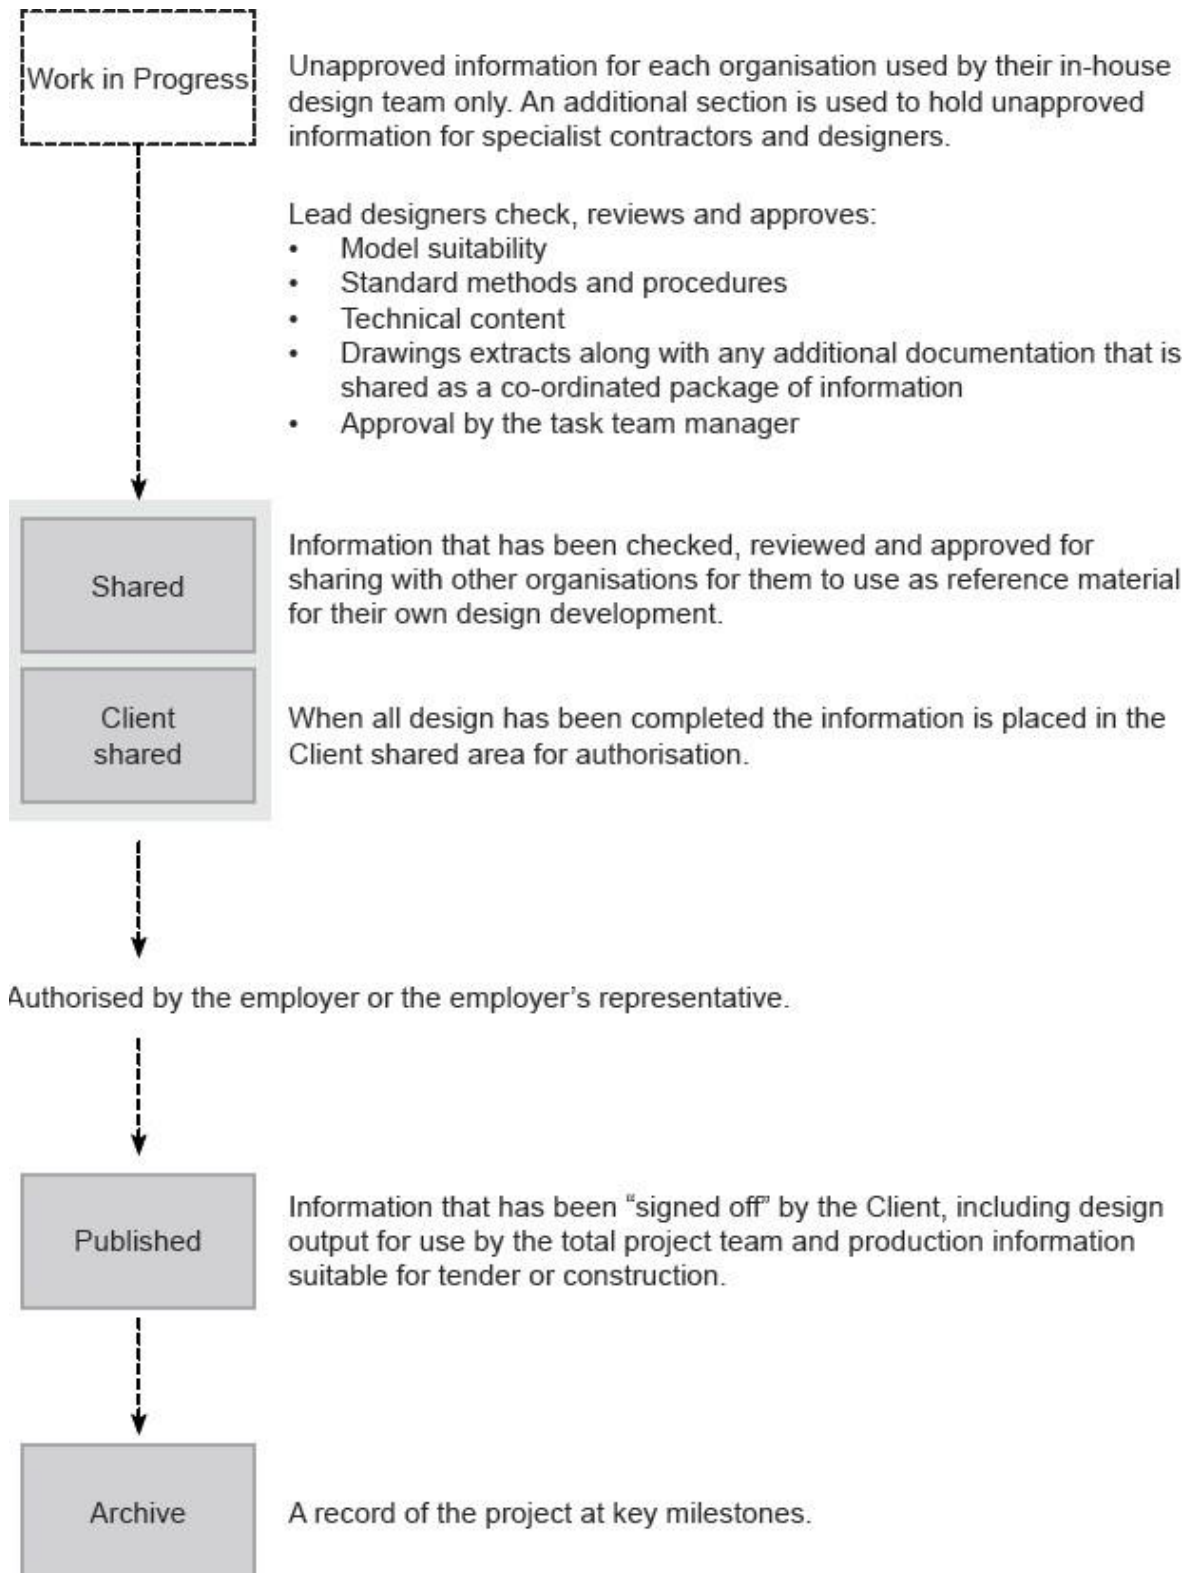 Work in Progress
Unapproved information for each organisation used by their in-house
design team only. An additional section is used to hold unapproved
information for specialist contractors and designers.
Lead designers check, reviews and approves:
• Model suitability
• Standard methods and procedures
• Technical content
• Drawings extracts along with any additional documentation that is
shared as a co-ordinated package of information
• Approval by the task team manager
Shared
Information that has been checked, reviewed and approved for
sharing with other organisations for them to use as reference material
for their own design development.
Client
shared
When all design has been completed the information is placed in the
Client shared area for authorisation.
Authorised by the employer or the employer’s representative.
Published
Information that has been “signed off” by the Client, including design
output for use by the total project team and production information
suitable for tender or construction.
Archive
A record of the project at key milestones.